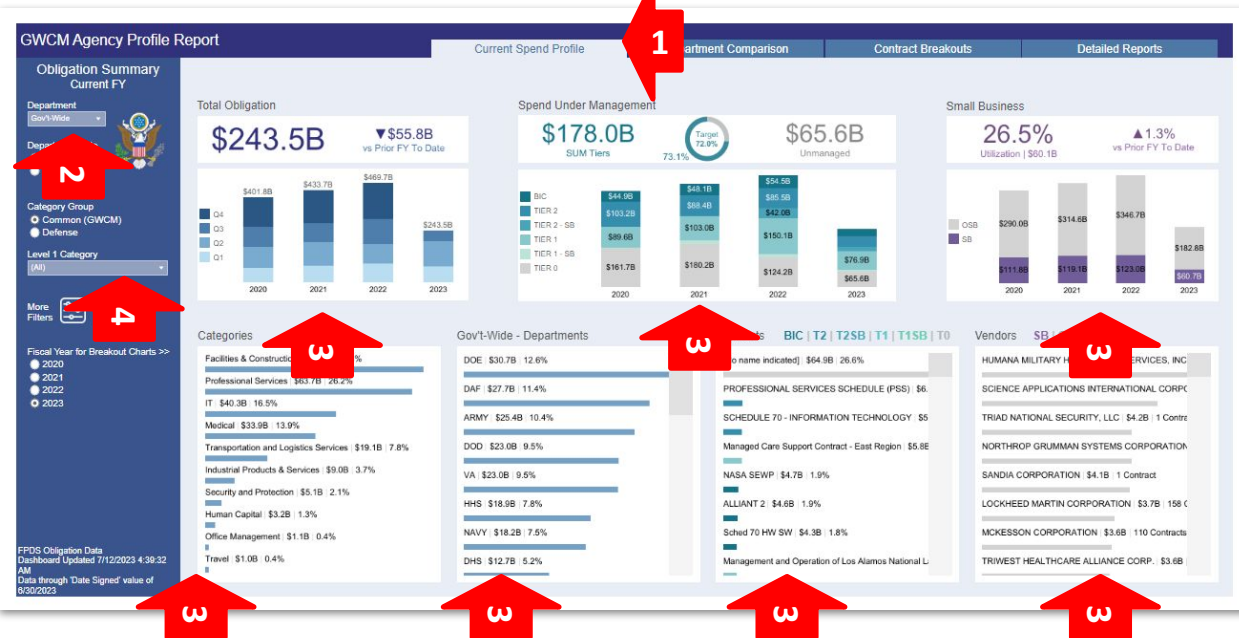 GWCM Agency Profile Report
1
Current Spend Profile
Comparison
Contract Breakouts
Detailed Reports
Obligation Summary
Current FY
Department
Gov't-Wide
2
Category Group
Common (GWCM)
Defense
Level 1 Category
(All)
4
More
Filters
Fiscal Year for Breakout Charts >>
2020
2021
2022
2023
FPDS Obligation Data
Dashboard Updated 7/12/2023 4:39:32
AM
Data through 'Date Signed' value of
6/30/2023
Total Obligation
$243.5B
▼$55.8B
vs Prior FY To Date
$401.8B
$433.7B
$469.7B
$243.5B
Q4
Q3
Q2
Q1
2020
2021
2022
2023
3
Spend Under Management
$178.0B
SUM Tiers
73.1%
Target
72.0%
$65.6B
Unmanaged
BIC
TIER 2
TIER 2 - SB
TIER 1
TIER 1 - SB
TIER 0
$44.9B
$103.2B
$89.6B
$161.7B
$48.1B
$88.4B
$103.0B
$180.2B
$54.5B
$85.5B
$42.0B
$150.1B
$124.2B
$76.9B
$65.6B
2020
2021
2022
2023
3
Small Business
26.5%
Utilization | $60.1B
▲1.3%
vs Prior FY To Date
OSB
SB
$290.0B
$111.8B
$314.6B
$119.1B
$346.7B
$123.0B
$182.8B
$60.7B
2020
2021
2022
2023
3
Categories
Facilities &
Professional Services | $63.7B | 26.2%
IT | $40.3B | 16.5%
Medical | $33.9B | 13.9%
Transportation and Logistics Services | $19.1B | 7.8%
Industrial Products & Services | $9.0B | 3.7%
Security and Protection | $5.1B | 2.1%
Human Capital | $3.2B | 1.3%
Office Management | $1.1B | 0.4%
Travel | $1.0B | 0.4%
3
Gov't-Wide - Departments
DOE | $30.7B | 12.6%
DAF | $27.7B | 11.4%
ARMY | $25.4B | 10.4%
DOD | $23.0B | 9.5%
VA | $23.0B | 9.5%
HHS | $18.9B | 7.8%
NAVY | $18.2B | 7.5%
DHS | $12.7B | 5.2%
3
BIC | T2 | T2SB | T1 | T1SB | T0
name indicated] | $64.9B | 26.6%
PROFESSIONAL SERVICES SCHEDULE (PSS) | $6.
SCHEDULE 70 - INFORMATION TECHNOLOGY | $5
Managed Care Support Contract - East Region | $5.8B
NASA SEWP | $4.7B | 1.9%
ALLIANT 2 | $4.6B | 1.9%
Sched 70 HW SW | $4.3B | 1.8%
Management and Operation of Los Alamos National
3
Vendors
SB
HUMANA MILITARY
INC
SCIENCE APPLICATIONS INTERNATIONAL
TRIAD NATIONAL SECURITY, LLC | $4.2B | 1
NORTHROP GRUMMAN SYSTEMS CORPORATION
SANDIA CORPORATION | $4.1B | 1 Contract
LOCKHEED MARTIN CORPORATION | $3.7B | 158
MCKESSON CORPORATION | $3.6B | 110 Contracts
TRIWEST HEALTHCARE ALLIANCE CORP. | $3.6B
3